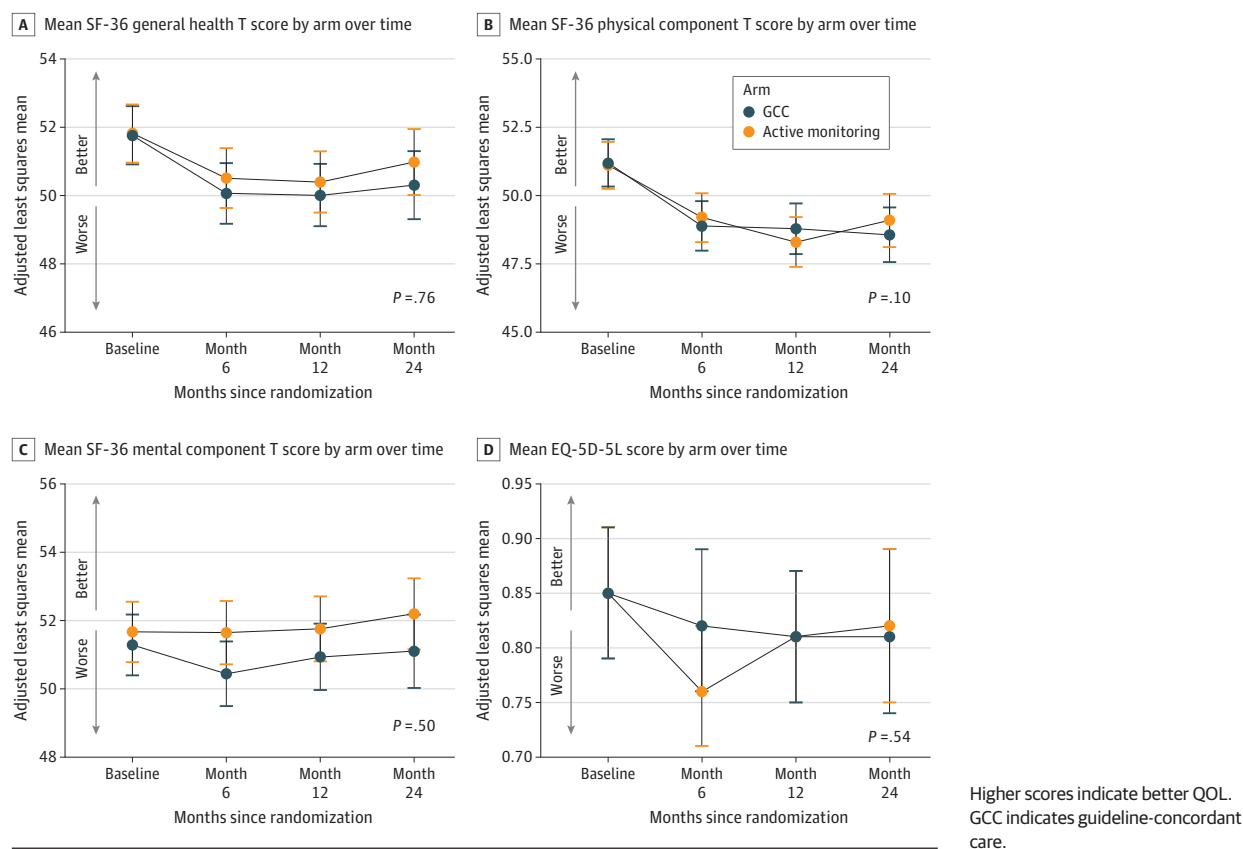 A Mean SF-36 general health T score by arm over time
54
52
50
48
46
Adjusted least squares mean
Better
Worse
P = .76
Baseline
Month 6
Month 12
Month 24
Months since randomization
B Mean SF-36 physical component T score by arm over time
55.0
52.5
50.0
47.5
45.0
Adjusted least squares mean
Better
Worse
Arm
GCC
Active monitoring
P = .10
Baseline
Month 6
Month 12
Month 24
Months since randomization
C Mean SF-36 mental component T score by arm over time
56
54
52
50
48
Adjusted least squares mean
Better
Worse
P = .50
Baseline
Month 6
Month 12
Month 24
Months since randomization
D Mean EQ-5D-5L score by arm over time
0.95
0.90
0.85
0.80
0.75
0.70
Adjusted least squares mean
Better
Worse
P = .54
Baseline
Month 6
Month 12
Month 24
Months since randomization
Higher scores indicate better QOL.
GCC indicates guideline-concordant
care.